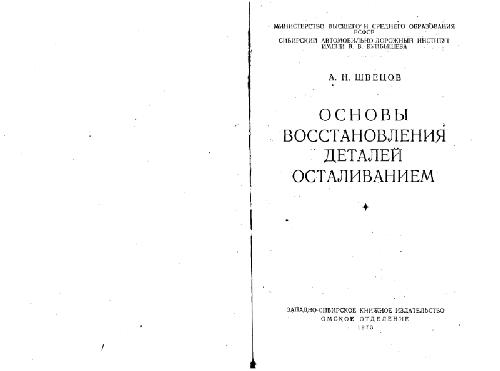 МИНИСТЕРСТВО ВЫСШЕГО И СРЕДНЕГО ОБРАЗОВАНИЯ
РСФСР
СИБИРСКИЙ АВТОМОБИЛЬНО-ДОРОЖНЫЙ ИНСТИТУТ
ИМЕНИ В. В. КУЙБЫШЕВА
А. Н. ШВЕЦОВ
ОСНОВЫ
ВОССТАНОВЛЕНИЯ
ДЕТАЛЕЙ
ОСТАЛИВАНИЕМ
ЗАПАДНО-СИБИРСКОЕ КНИЖНОЕ ИЗДАТЕЛЬСТВО
ОМСКОЕ ОТДЕЛЕНИЕ